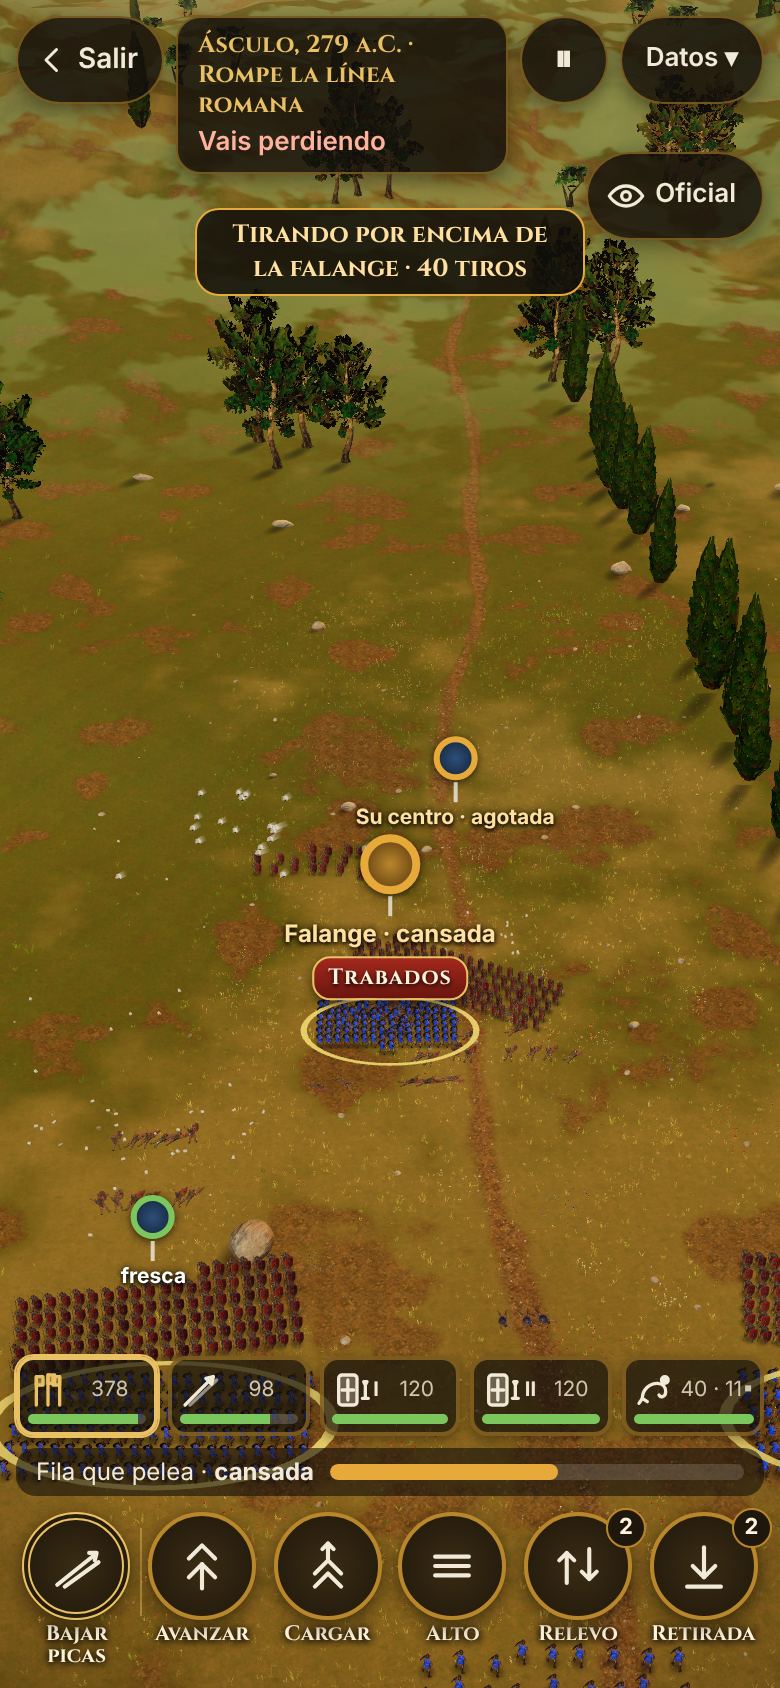 Salir
ÁSCULO, 279 A.C. ·
ROMPE LA LÍNEA
ROMANA
Vais perdiendo
Datos ▾
Oficial
TIRANDO POR ENCIMA DE
LA FALANGE · 40 TIROS
Su centro · agotada
Falange · cansada
TRABADOS
fresca
378
98
I 120
II 120
40 · 11
Fila que pelea · cansada
2
2
BAJAR
PICAS
AVANZAR
CARGAR
ALTO
RELEVO
RETIRADA